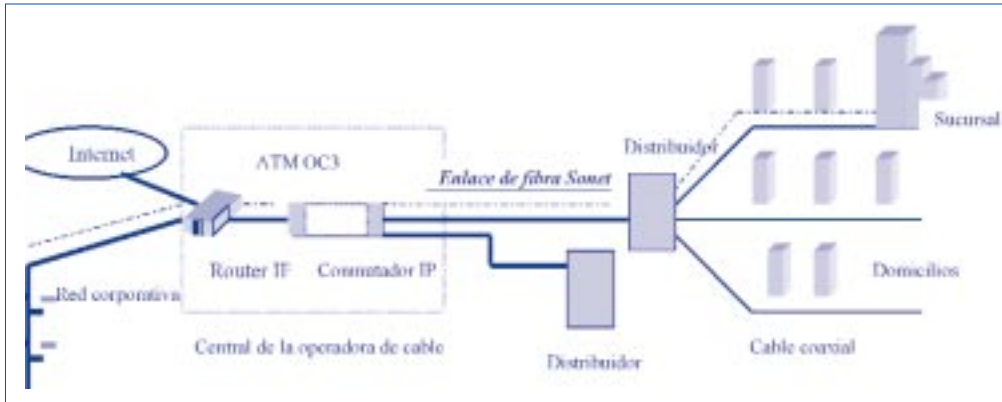 Internet
ATM OC3
Enlace de fibra Sonet
Distribuidor
Sucursal
Router IP
Conmutador IP
Domicilios
Red corporativa
Central de la operadora de cable
Distribuidor
Cable coaxial